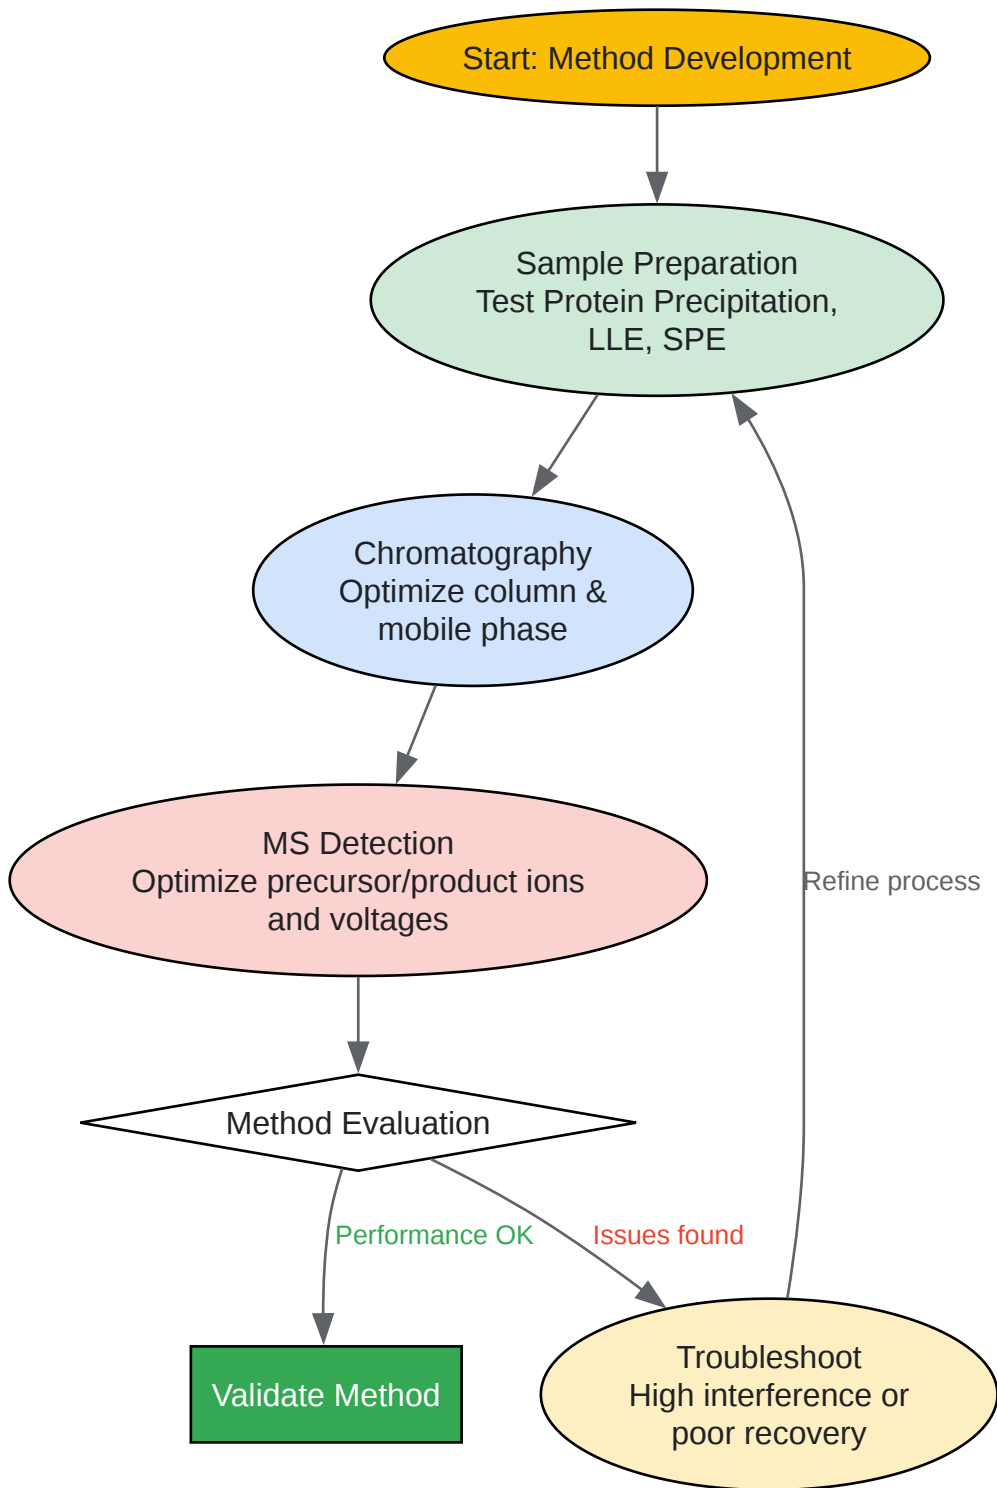 Start: Method Development
Sample Preparation
Test Protein Precipitation,
LLE, SPE
Chromatography
Optimize column &
mobile phase
MS Detection
Optimize precursor/product ions
and voltages
Refine process
Method Evaluation
Performance OK
Issues found
Validate Method
Troubleshoot
High interference or
poor recovery